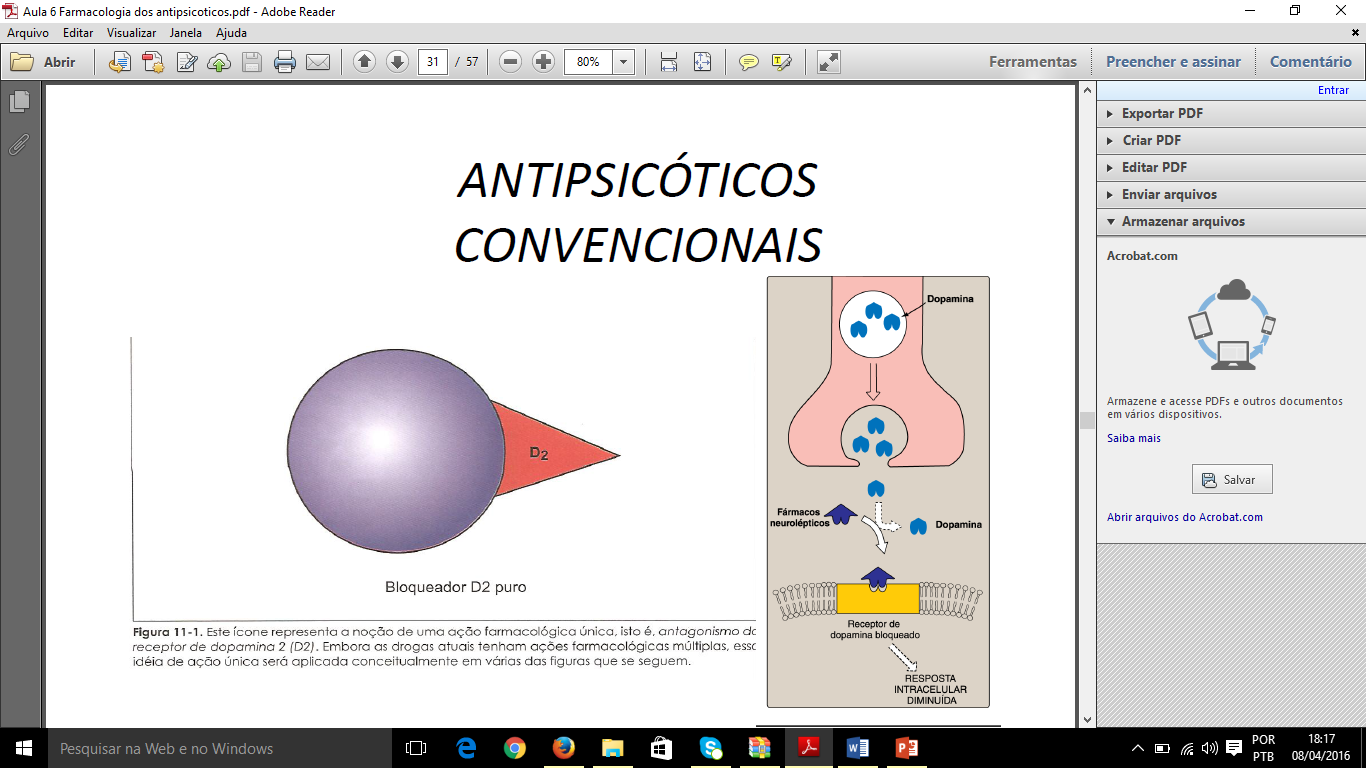 Aula 6 Farmacologia dos antipsicoticos.pdf - Adobe Reader
Arquivo Editar Visualizar Janela Ajuda
Abrir
31 / 57
80%
Ferramentas
Preencher e assinar
Comentário
Entrar
Exportar PDF
Criar PDF
Editar PDF
Enviar arquivos
Armazenar arquivos
Acrobat.com
Armazene e acesse PDFs e outros documentos
em vários dispositivos.
Saiba mais
Salvar
Abrir arquivos do Acrobat.com
ANTIPSICÓTICOS
CONVENCIONAIS
D2
Bloqueador D2 puro
Figura 11-1. Este ícone representa a noção de uma ação farmacológica única, isto é, antagonismo do
receptor de dopamina 2 (D2). Embora as drogas atuais tenham ações farmacológicas múltiplas, essa
idéia de ação única será aplicada conceitualmente em várias das figuras que se seguem.
Dopamina
Fármacos
neurolépticos
Dopamina
Receptor de
dopamina bloqueado
RESPOSTA
INTRACELULAR
DIMINUÍDA
Pesquisar na Web e no Windows
POR
PTB
18:17
08/04/2016